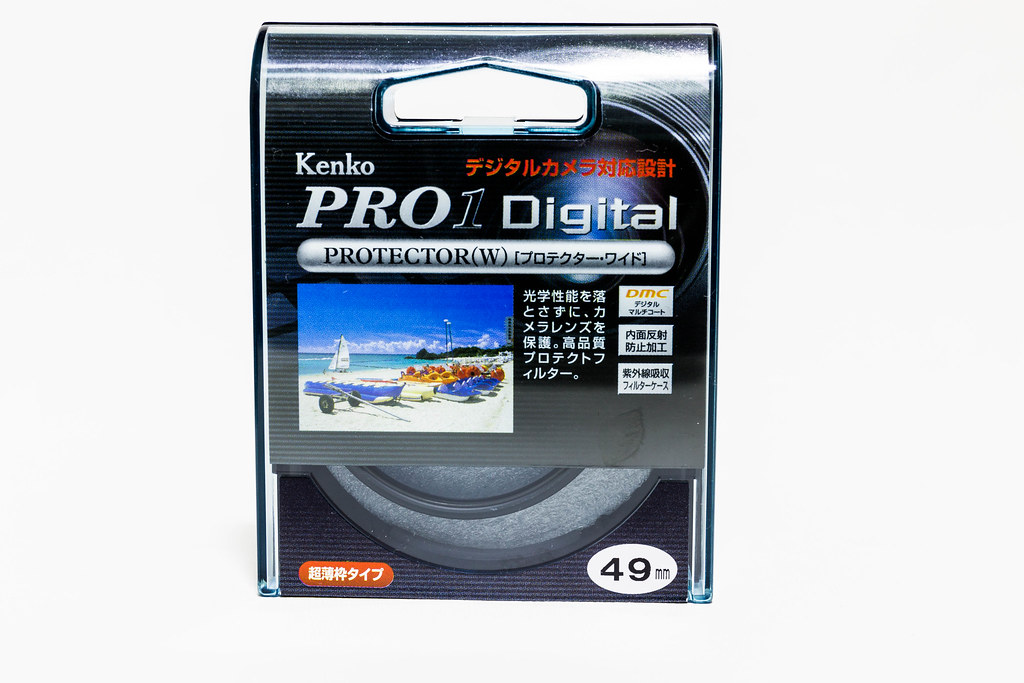 Kenko
デジタルカメラ対応設計
PRO1 Digital
PROTECTOR(W) [プロテクター・ワイド]
光学性能を落
とさずに、カ
メラレンズを
保護。高品質
プロテクトフ
ィルター。
DMC
デジタル
マルチコート
内面反射
防止加工
紫外線吸収
フィルターケース
超薄枠タイプ
49mm